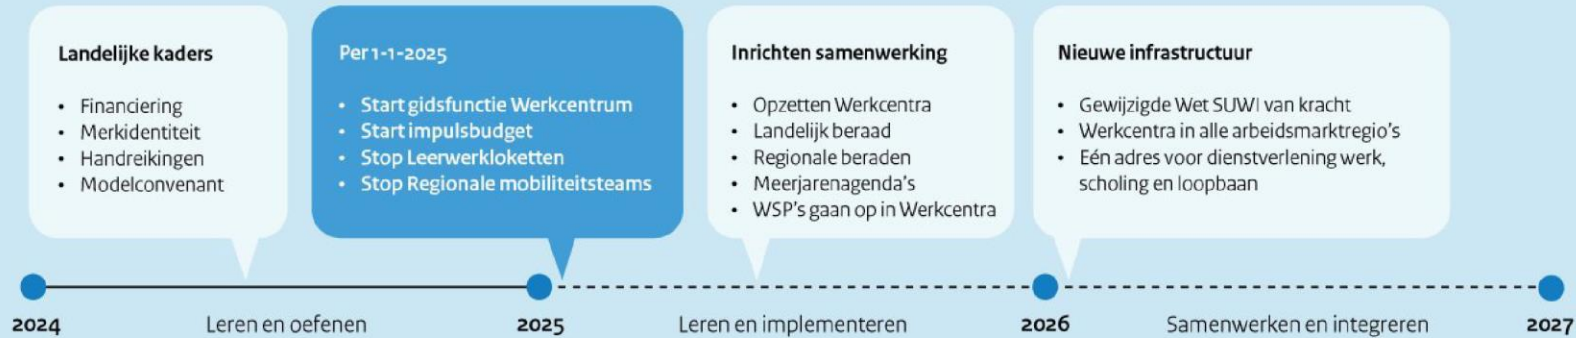 Landelijke kaders
• Financiering
• Merkidentiteit
• Handreikingen
• Modelconvenant
Per 1-1-2025
• Start gidsfunctie Werkcentrum
• Start impulsbudget
• Stop Leerwerkloketten
• Stop Regionale mobiliteitsteams
Inrichten samenwerking
• Opzetten Werkcentra
• Landelijk beraad
• Regionale beraden
• Meerjarenagenda's
• WSP's gaan op in Werkcentra
Nieuwe infrastructuur
• Gewijzigde Wet SUWI van kracht
• Werkcentra in alle arbeidsmarktregio's
• Eén adres voor dienstverlening werk,
scholing en loopbaan
2024 Leren en oefenen 2025 Leren en implementeren 2026 Samenwerken en integreren 2027